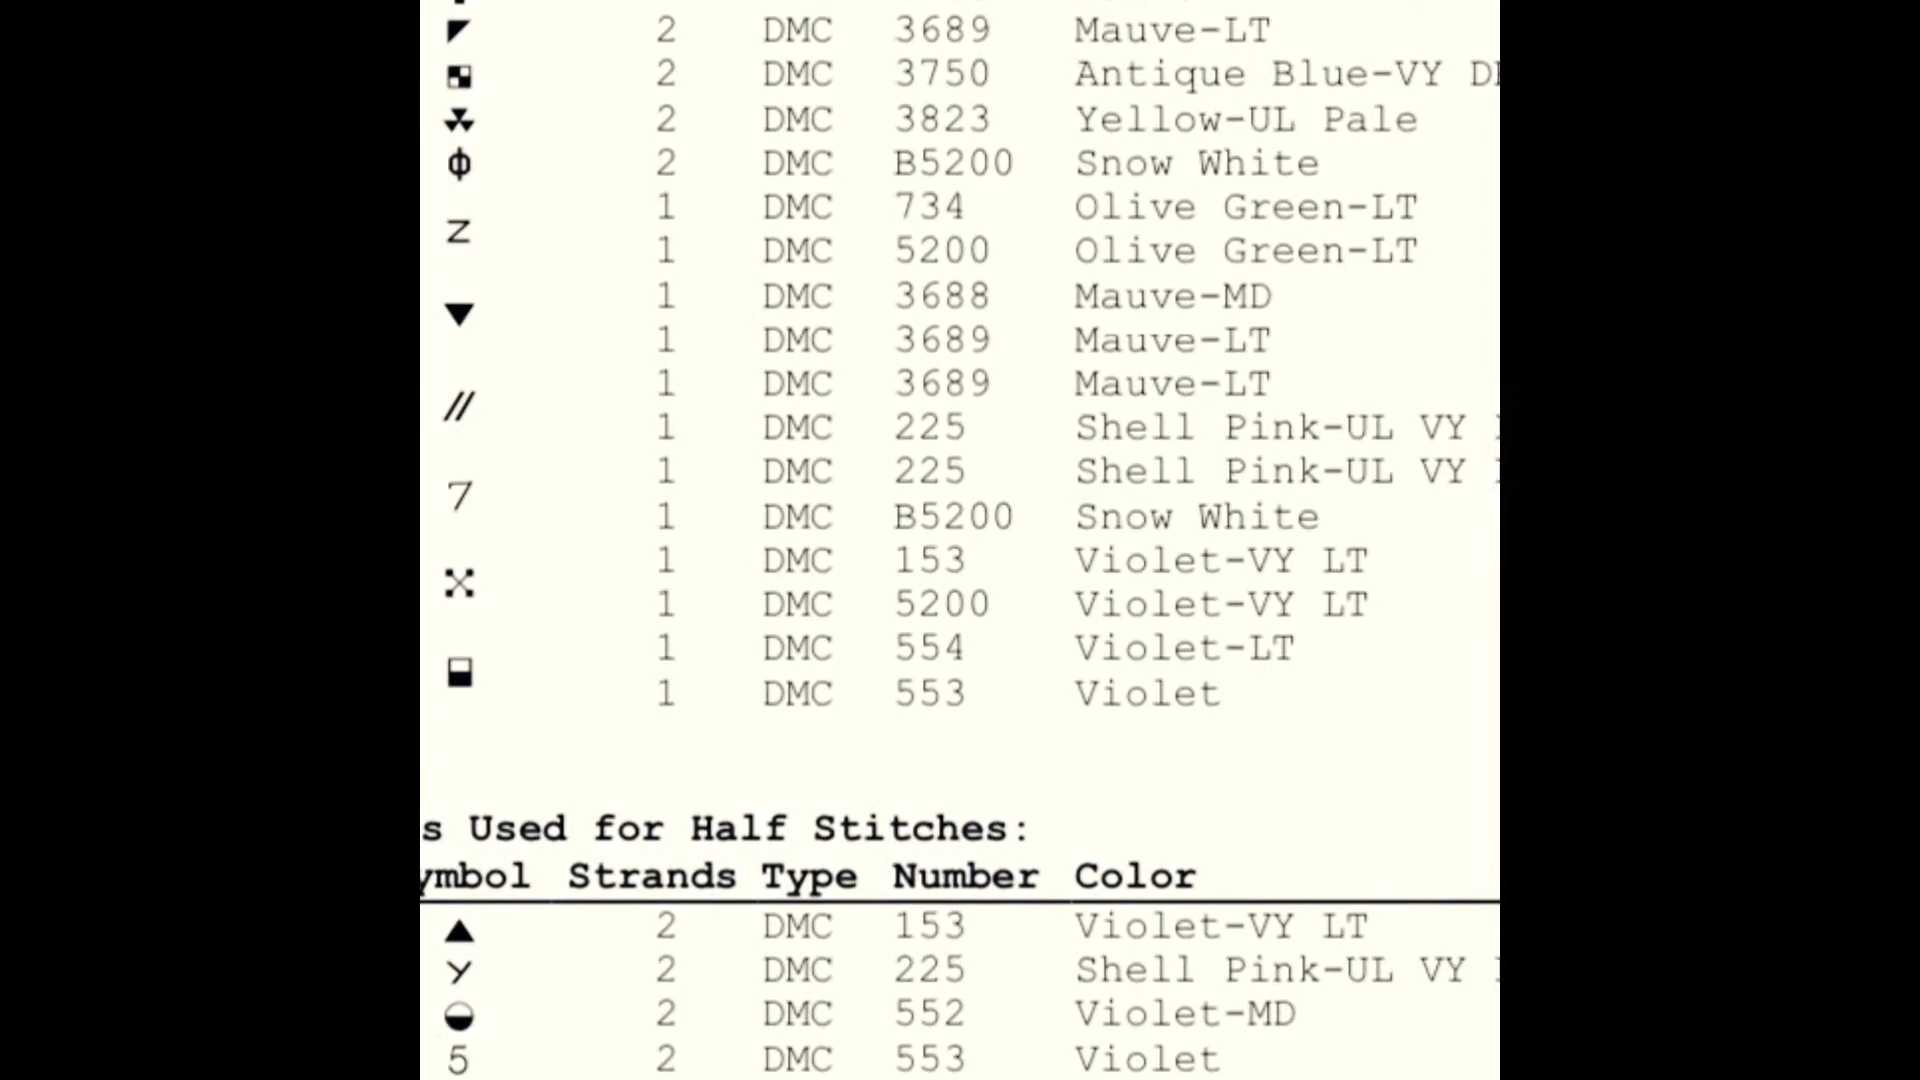 2 DMC 3689 Mauve-LT
2 DMC 3750 Antique Blue-VY
2 DMC 3823 Yellow-UL Pale
ϕ 2 DMC B5200 Snow White
Z 1 DMC 734 Olive Green-LT
1 DMC 5200 Olive Green-LT
▼ 1 DMC 3688 Mauve-MD
1 DMC 3689 Mauve-LT
// 1 DMC 3689 Mauve-LT
1 DMC 225 Shell Pink-UL VY
7 1 DMC 225 Shell Pink-UL VY
1 DMC B5200 Snow White
1 DMC 153 Violet-VY LT
1 DMC 5200 Violet-VY LT
1 DMC 554 Violet-LT
1 DMC 553 Violet
s Used for Half Stitches:
ymbol Strands Type Number Color
▲ 2 DMC 153 Violet-VY LT
Y 2 DMC 225 Shell Pink-UL VY
2 DMC 552 Violet-MD
5 2 DMC 553 Violet